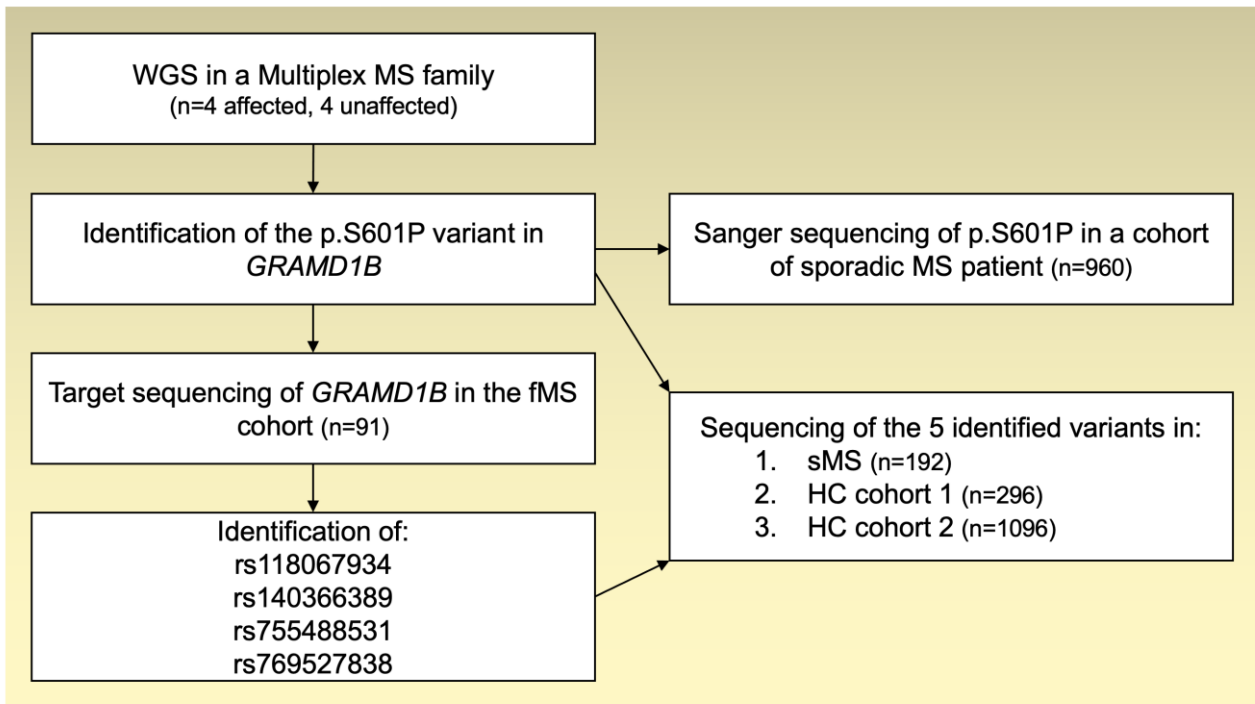 WGS in a Multiplex MS family
(n=4 affected, 4 unaffected)
Identification of the p.S601P variant in
GRAMD1B
Sanger sequencing of p.S601P in a cohort
of sporadic MS patient (n=960)
Target sequencing of GRAMD1B in the fMS
cohort (n=91)
Sequencing of the 5 identified variants in:
1. sMS (n=192)
2. HC cohort 1 (n=296)
3. HC cohort 2 (n=1096)
Identification of:
rs118067934
rs140366389
rs755488531
rs769527838